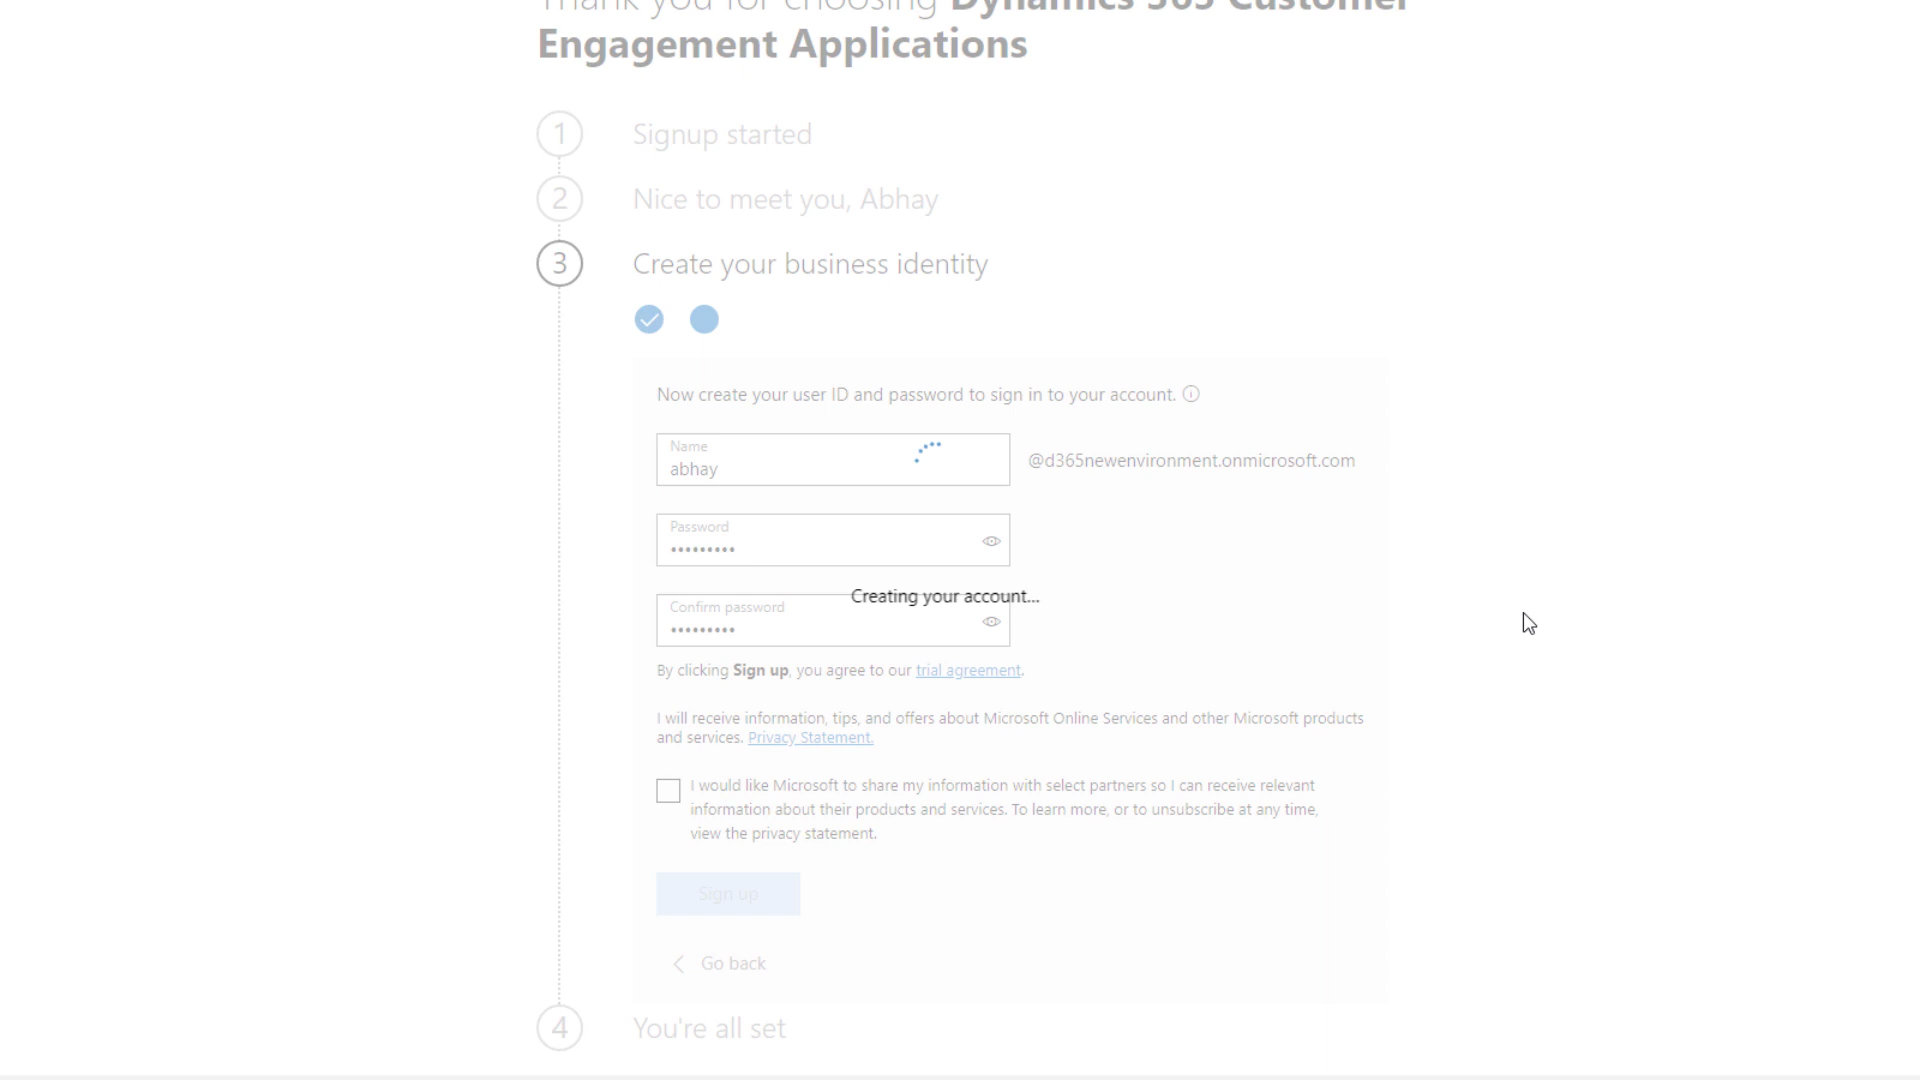 Thank you for choosing Dynamics 365 Customer
Engagement Applications
1 Signup started
2 Nice to meet you, Abhay
3 Create your business identity
Now create your user ID and password to sign in to your account.
Name
abhay
@d365newenvironment.onmicrosoft.com
Password
•••••••••
Creating your account...
Confirm password
•••••••••
By clicking Sign up, you agree to our trial agreement.
I will receive information, tips, and offers about Microsoft Online Services and other Microsoft products
and services. Privacy Statement.
I would like Microsoft to share my information with select partners so I can receive relevant
information about their products and services. To learn more, or to unsubscribe at any time,
view the privacy statement.
Sign up
Go back
4 You're all set